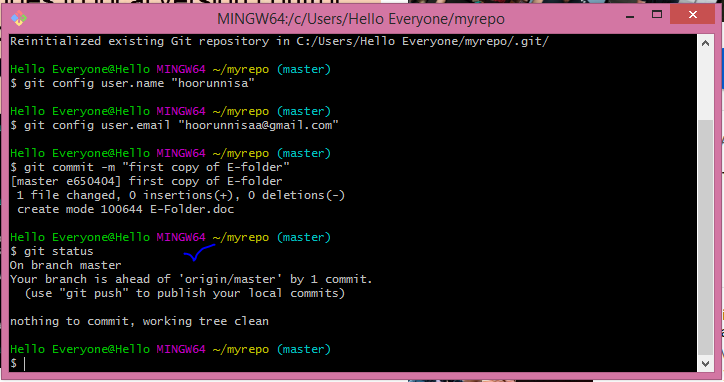 MINGW64:/c/Users/Hello Everyone/myrepo
Reinitialized existing Git repository in C:/Users/Hello Everyone/myrepo/.git/
Hello Everyone@Hello MINGW64 ~/myrepo (master)
$ git config user.name "hoorunnisa"
Hello Everyone@Hello MINGW64 ~/myrepo (master)
$ git config user.email "hoorunnisaa@gmail.com"
Hello Everyone@Hello MINGW64 ~/myrepo (master)
$ git commit -m "first copy of E-folder"
[master e650404] first copy of E-folder
1 file changed, 0 insertions(+), 0 deletions(-)
create mode 100644 E-Folder.doc
Hello Everyone@Hello MINGW64 ~/myrepo (master)
$ git status
On branch master
Your branch is ahead of 'origin/master' by 1 commit.
(use "git push" to publish your local commits)
nothing to commit, working tree clean
Hello Everyone@Hello MINGW64 ~/myrepo (master)
$